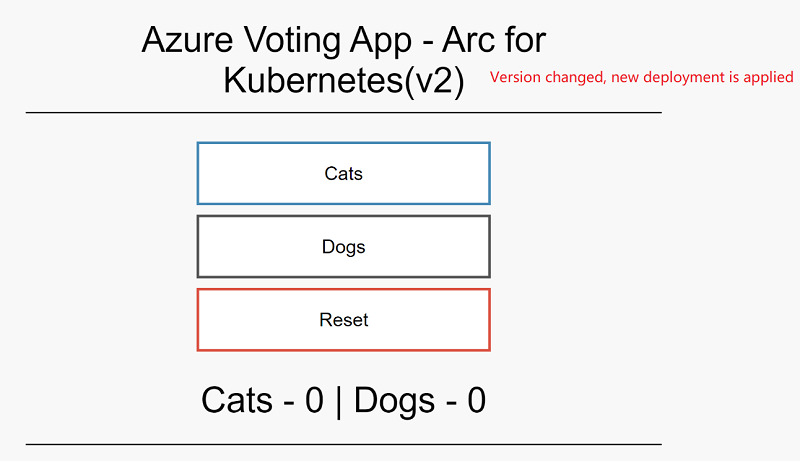 Azure Voting App - Arc for
Kubernetes(v2)
Version changed, new deployment is applied
Cats
Dogs
Reset
Cats - 0 | Dogs - 0